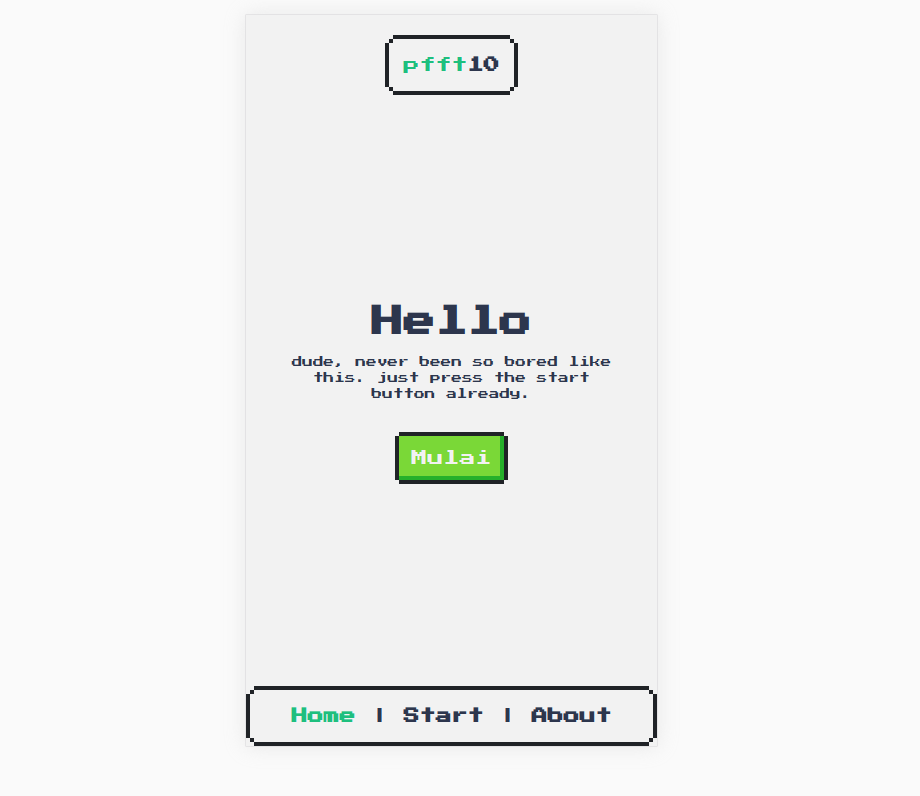 pfft10
Hello
dude, never been so bored like
this. just press the start
button already.
Mulai
Home | Start | About